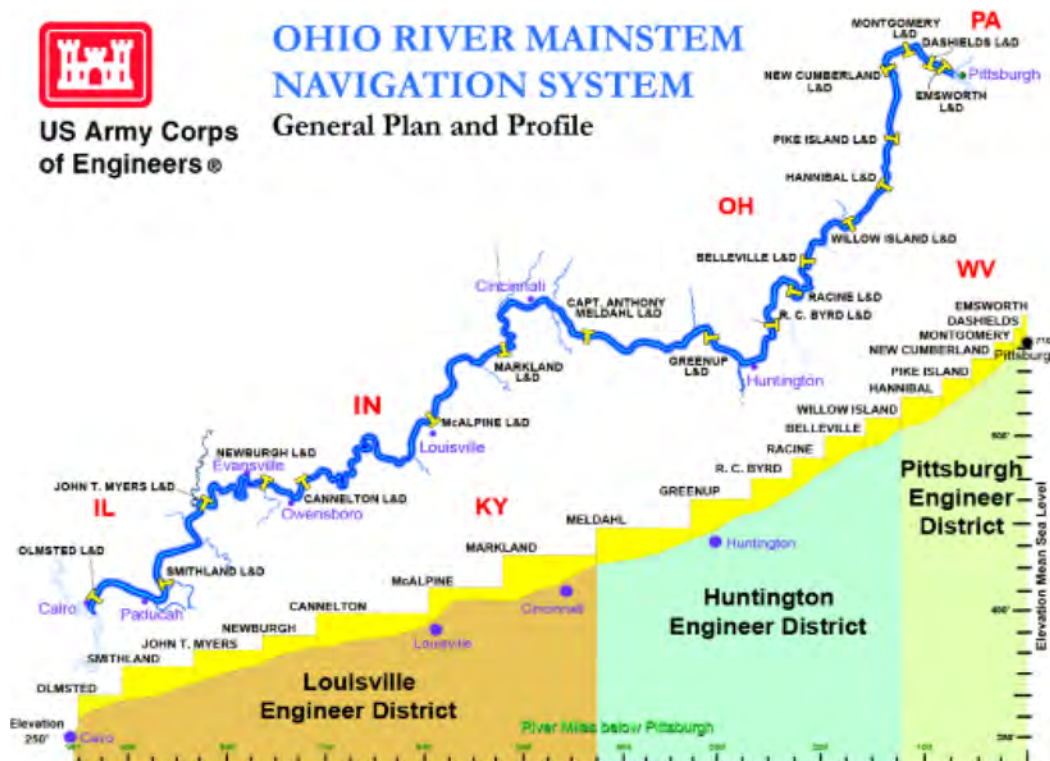 OHIO RIVER MAINSTEM
NAVIGATION SYSTEM
General Plan and Profile
US Army Corps
of Engineers ®
MONTGOMERY
L&D
PA
DASHIELDS L&D
NEW CUMBERLAND
L&D
Pittsburgh
EMSWORTH
L&D
PIKE ISLAND L&D
HANNIBAL L&D
OH
WILLOW ISLAND L&D
BELLEVILLE L&D
WV
RACINE L&D
R. C. BYRD L&D
Cincinnati
CAPT. ANTHONY
MELDAHL L&D
MARKLAND
L&D
GREENUP
L&D
Huntington
IN
McALPINE L&D
Louisville
NEWBURGH L&D
Evansville
JOHN T. MYERS L&D
CANNELTON L&D
Owensboro
IL
KY
OLMSTED L&D
SMITHLAND L&D
Cairo
Paducah
EMSWORTH
DASHIELDS
MONTGOMERY
NEW CUMBERLAND
Pittsburg
PIKE ISLAND
HANNIBAL
WILLOW ISLAND
BELLEVILLE
RACINE
R. C. BYRD
GREENUP
MELDAHL
MARKLAND
McALPINE
CANNELTON
NEWBURGH
JOHN T. MYERS
SMITHLAND
OLMSTED
Pittsburgh
Engineer
District
Huntington
Huntington
Engineer District
Cincinnati
Louisville
Louisville
Engineer District
Elevation
250'
Cairo
River Miles below Pittsburgh
Elevation Mean Sea Level
400'